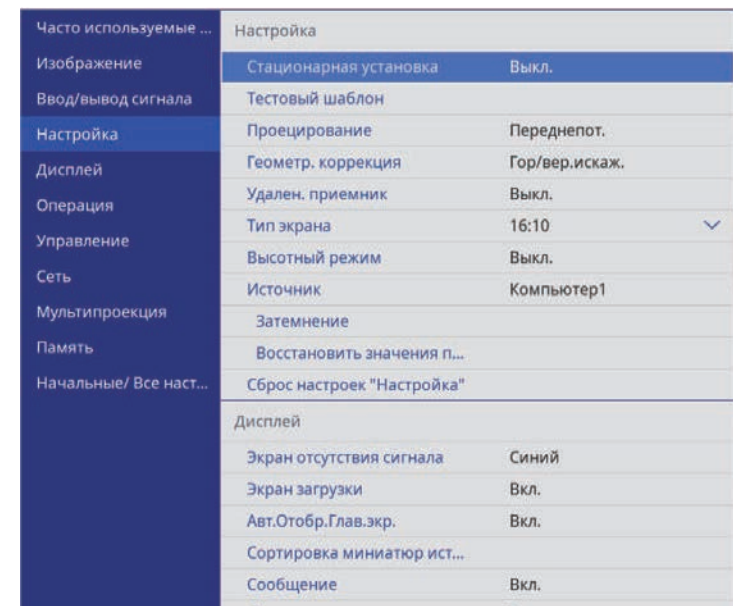 Часто используемые ...
Изображение
Ввод/вывод сигнала
Настройка
Дисплей
Операция
Управление
Сеть
Мультипроекция
Память
Начальные/ Все наст...
Настройка
Стационарная установка Выкл.
Тестовый шаблон
Проецирование Переднепот.
Геометр. коррекция Гор/вер.искаж.
Удален. приемник Выкл.
Тип экрана 16:10
Высотный режим Выкл.
Источник Компьютер1
Затемнение
Восстановить значения п...
Сброс настроек "Настройка"
Дисплей
Экран отсутствия сигнала Синий
Экран загрузки Вкл.
Авт.Отобр.Глав.экр. Вкл.
Сортировка миниатюр ист...
Сообщение Вкл.